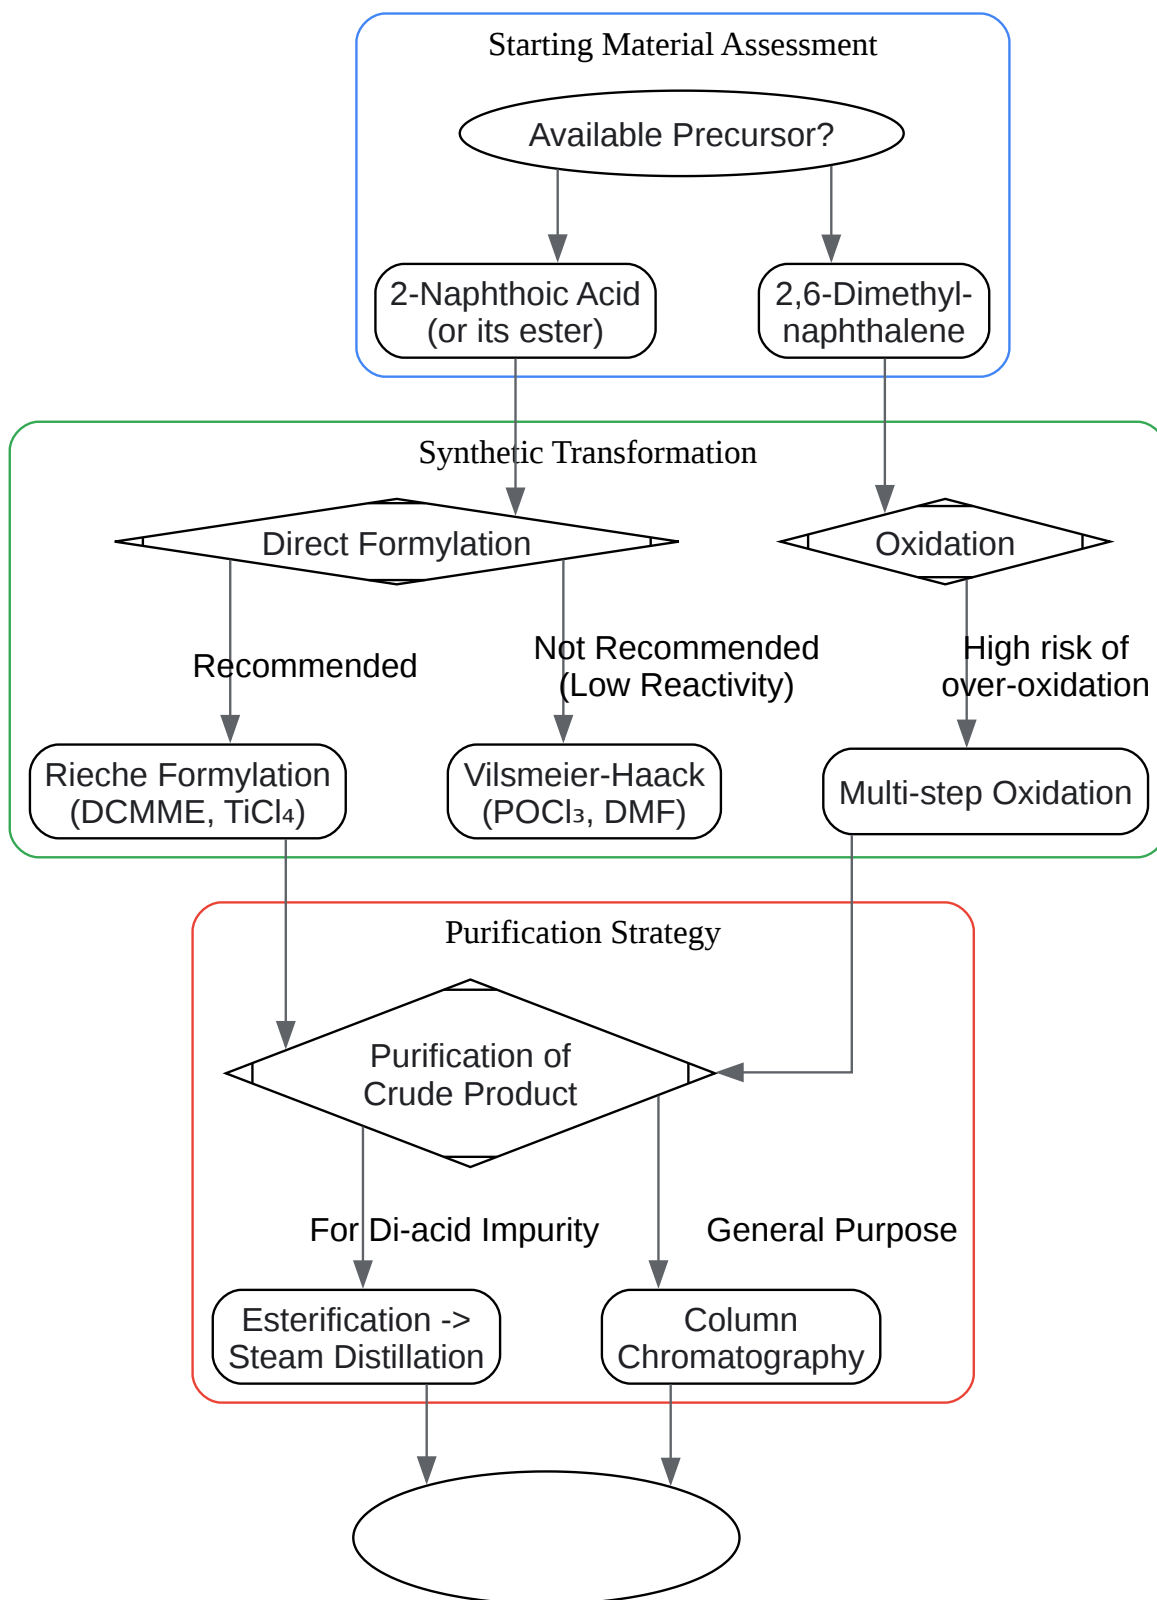 Starting Material Assessment
Available Precursor?
2-Naphthoic Acid
(or its ester)
2,6-Dimethyl-
naphthalene
Synthetic Transformation
Direct Formylation
Oxidation
Recommended
Not Recommended
(Low Reactivity)
High risk of
over-oxidation
Rieche Formylation
(DCMME, TiCl₄)
Vilsmeier-Haack
(POCl₃, DMF)
Multi-step Oxidation
Purification Strategy
Purification of
Crude Product
For Di-acid Impurity
General Purpose
Esterification ->
Steam Distillation
Column
Chromatography